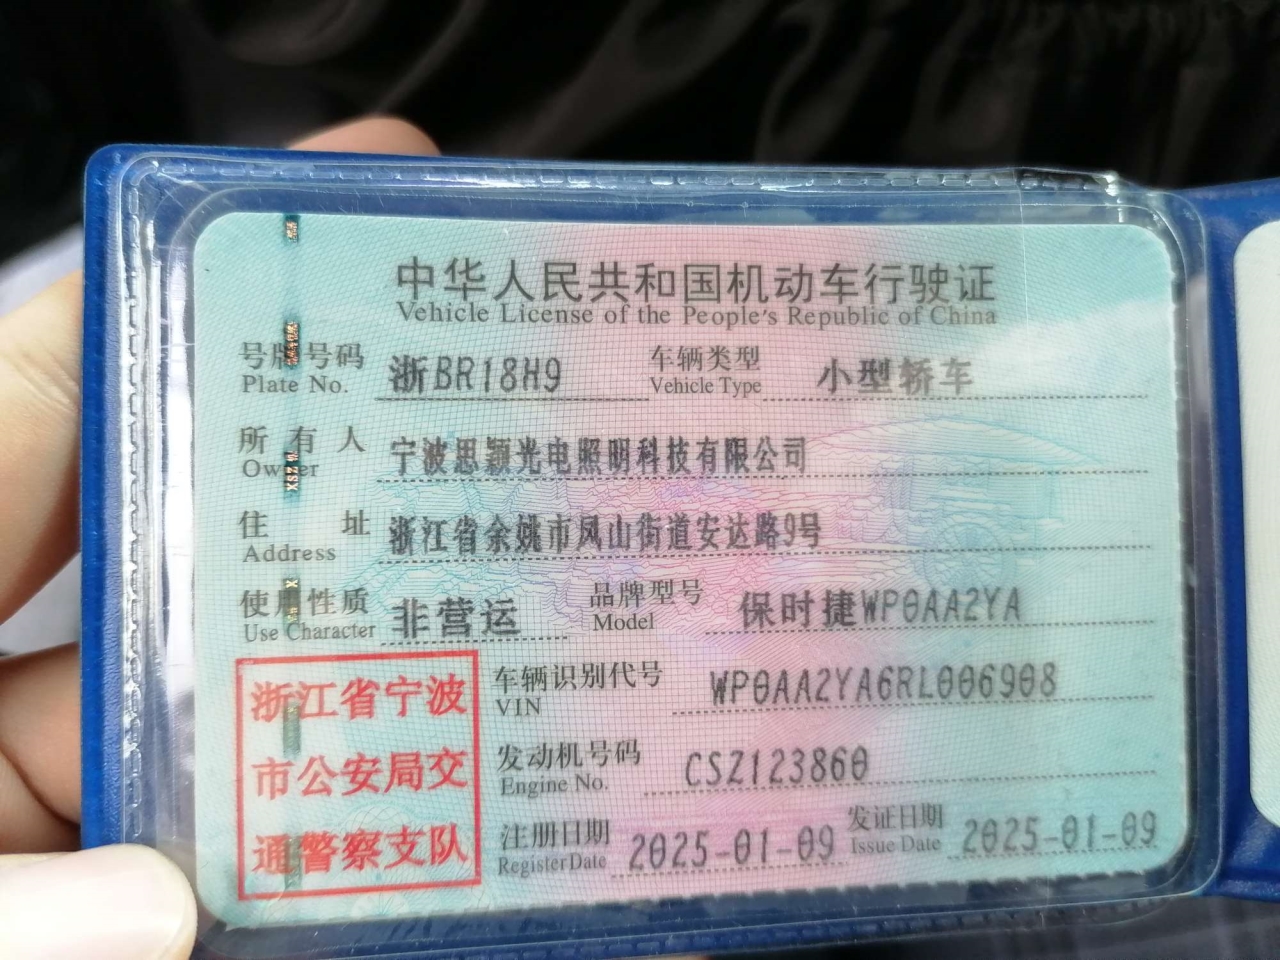 中华人民共和国机动车行驶证
Vehicle License of the People's Republic of China
号牌号码 浙BR18H9 车辆类型 小型轿车
Plate No. Vehicle Type
所有人 宁波思颖光电照明科技有限公司
Owner
住址 浙江省余姚市凤山街道安达路9号
Address
使用性质 非营运 品牌型号 保时捷WP0AA2YA
Use Character Model
浙江省宁波
市公安局交
通警察支队
车辆识别代号 WP0AA2YA6RL006908
VIN
发动机号码 CSZ123860
Engine No.
注册日期 2025-01-09 发证日期 2025-01-09
Register Date Issue Date